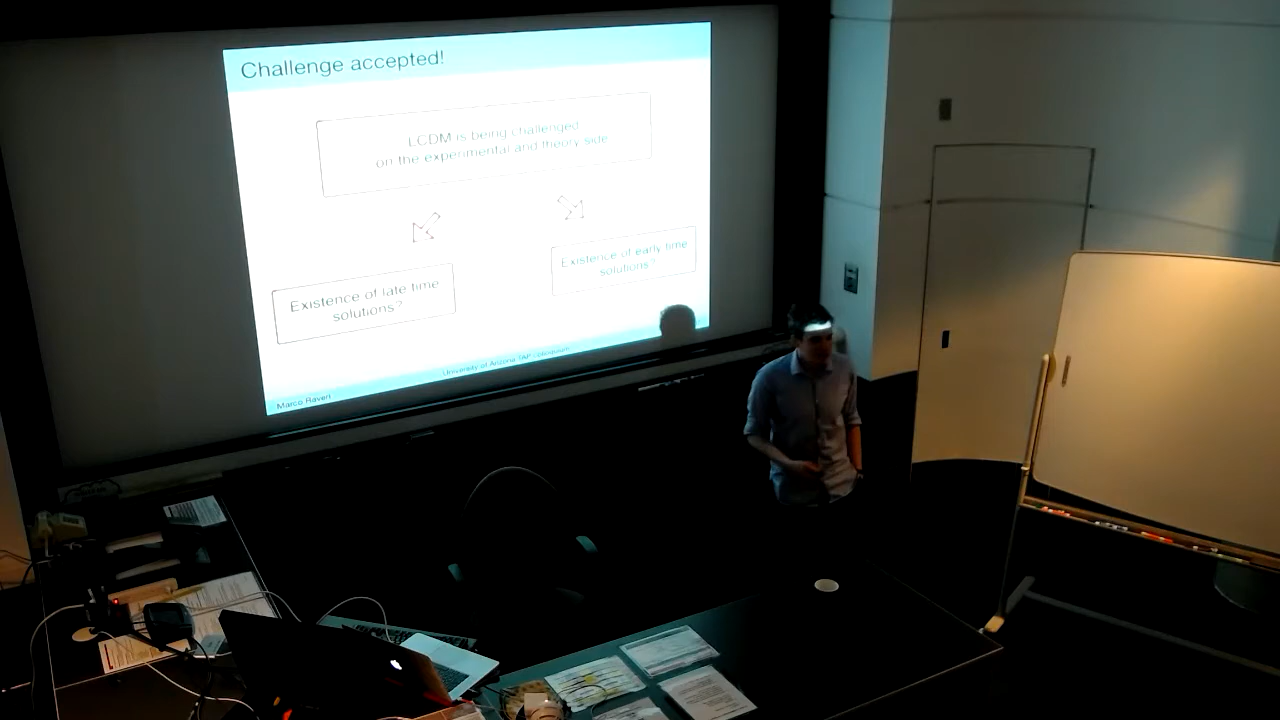 Challenge accepted!
LCDM is being challenged
on the experimental and theory side
Existence of late time
solutions?
Existence of early time
solutions?
University of Arizona TAP Colloquium
Marco Raveri